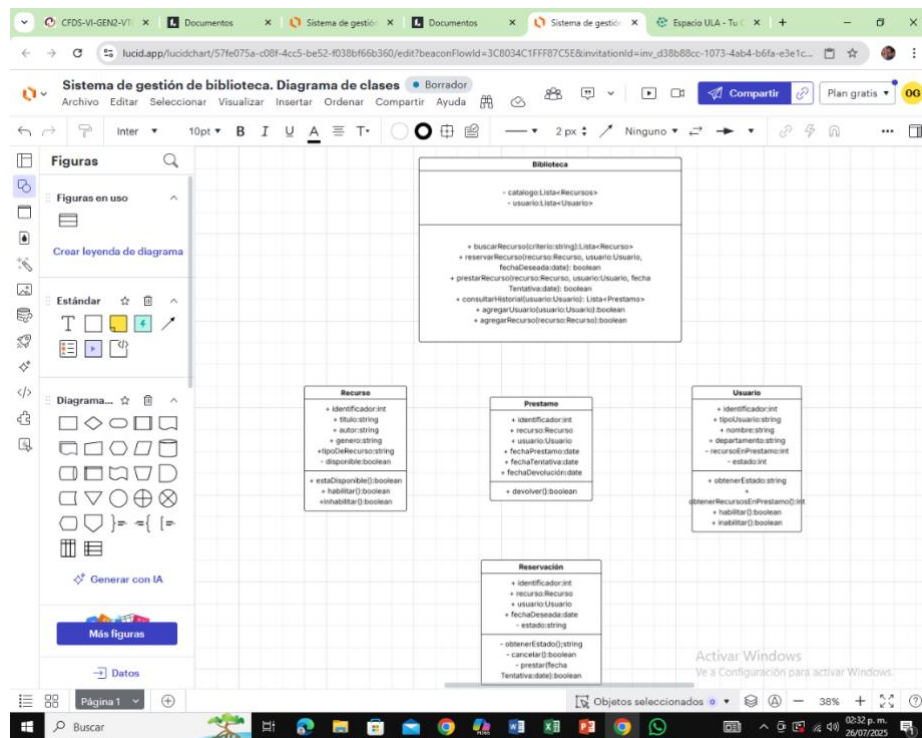 CFDS-VI-GEN2-VTI
Documentos
Sistema de gestión
Documentos
Sistema de gestió
Espacio ULA - Tu C
lucid.app/lucidchart/57fe075a-c08f-4cc5-be52-f038bf66b360/edit?beaconFlowId=3C8034C1FFF87C5E&invitationId=inv_d38b88cc-1073-4ab4-b6fa-e3e1c...
Sistema de gestión de biblioteca. Diagrama de clases
Borrador
Archivo Editar Seleccionar Visualizar Insertar Ordenar Compartir Ayuda
Compartir
Plan gratis
OG
Inter
10pt
B I U A
T
2 px
Ninguno
Figuras
Figuras en uso
Crear leyenda de diagrama
Estándar
T
Diagrama...
Generar con IA
Más figuras
Datos
Biblioteca
- catalogo:Lista<Recursos>
- usuario:Lista<Usuario>
+ buscarRecurso(criterio:string):Lista<Recurso>
+ reservarRecurso(recurso:Recurso, usuario:Usuario,
fechaDeseada:date): boolean
+ prestarRecurso(recurso:Recurso, usuario:Usuario, fecha
Tentativa:date): boolean
+ consultarHistorial(usuario:Usuario): Lista<Prestamo>
+ agregarUsuario(usuario:Usuario):boolean
+ agregarRecurso(recurso:Recurso):boolean
Recurso
+ identificador:int
+ titulo:string
+ autor:string
+ genero:string
+tipoDeRecurso:string
- disponible:boolean
+ estaDisponible():boolean
+ habilitar():boolean
+inhabilitar():boolean
Prestamo
+ identificador:int
+ recurso:Recurso
+ usuario:Usuario
+ fechaPrestamo:date
+ fechaTentativa:date
+ fechaDevolución:date
+ devolver():boolean
Usuario
+ identificador:int
+ tipoUsuario:string
+ nombre:string
+ departamento:string
- recursoEnPrestamo:int
- estado:int
+ obtenerEstado:string
+
obtenerRecursosEnPrestamo():int
+ habilitar():boolean
+ inabilitar():boolean
Reservación
+ identificador:int
+ recurso:Recurso
+ usuario:Usuario
+ fechaDeseada:date
- estado:string
- obtenerEstado();string
- cancelar():boolean
- prestar(fecha
Tentativa:date):boolean
Activar Windows
Ve a Configuración para activar Windows.
Página 1
Objetos seleccionados 0
38%
Buscar
02:32 p. m.
26/07/2025